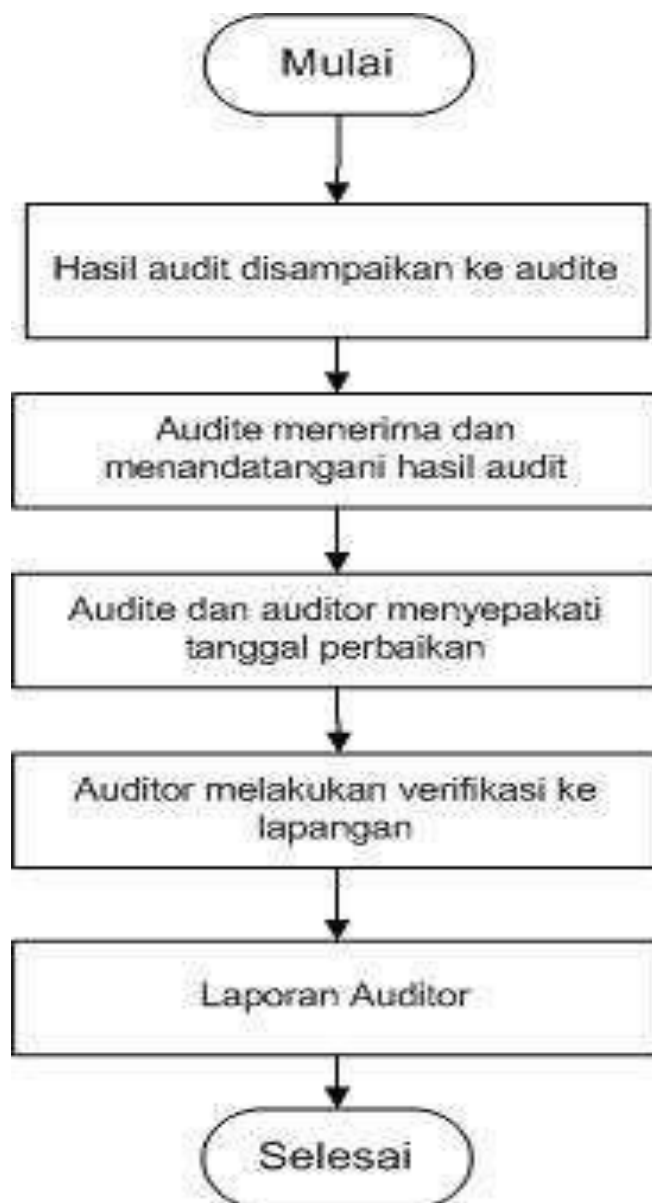 Mulai
Hasil audit disampaikan ke audite
Audite menerima dan
menandatangani hasil audit
Audite dan auditor menyepakati
tanggal perbaikan
Auditor melakukan verifikasi ke
lapangan
Laporan Auditor
Selesai